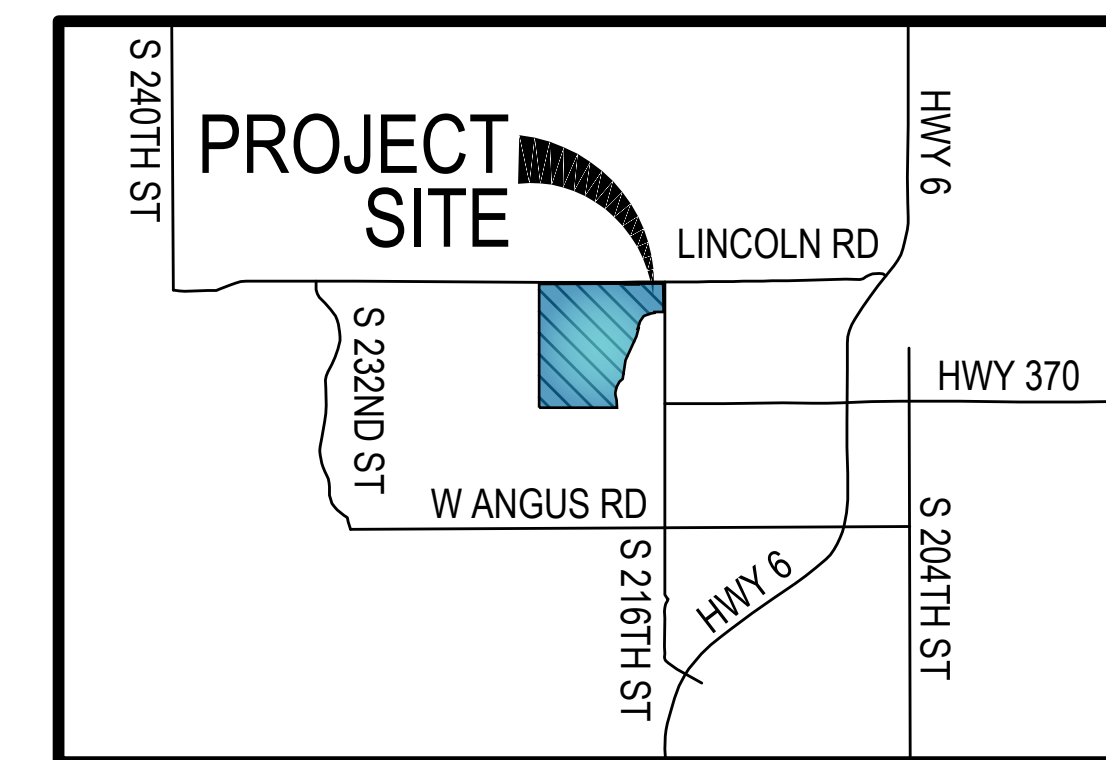 S 240TH ST
PROJECT
SITE
HWY 6
LINCOLN RD
S 232ND ST
HWY 370
W ANGUS RD
S 216TH ST
HWY 6
S 204TH ST